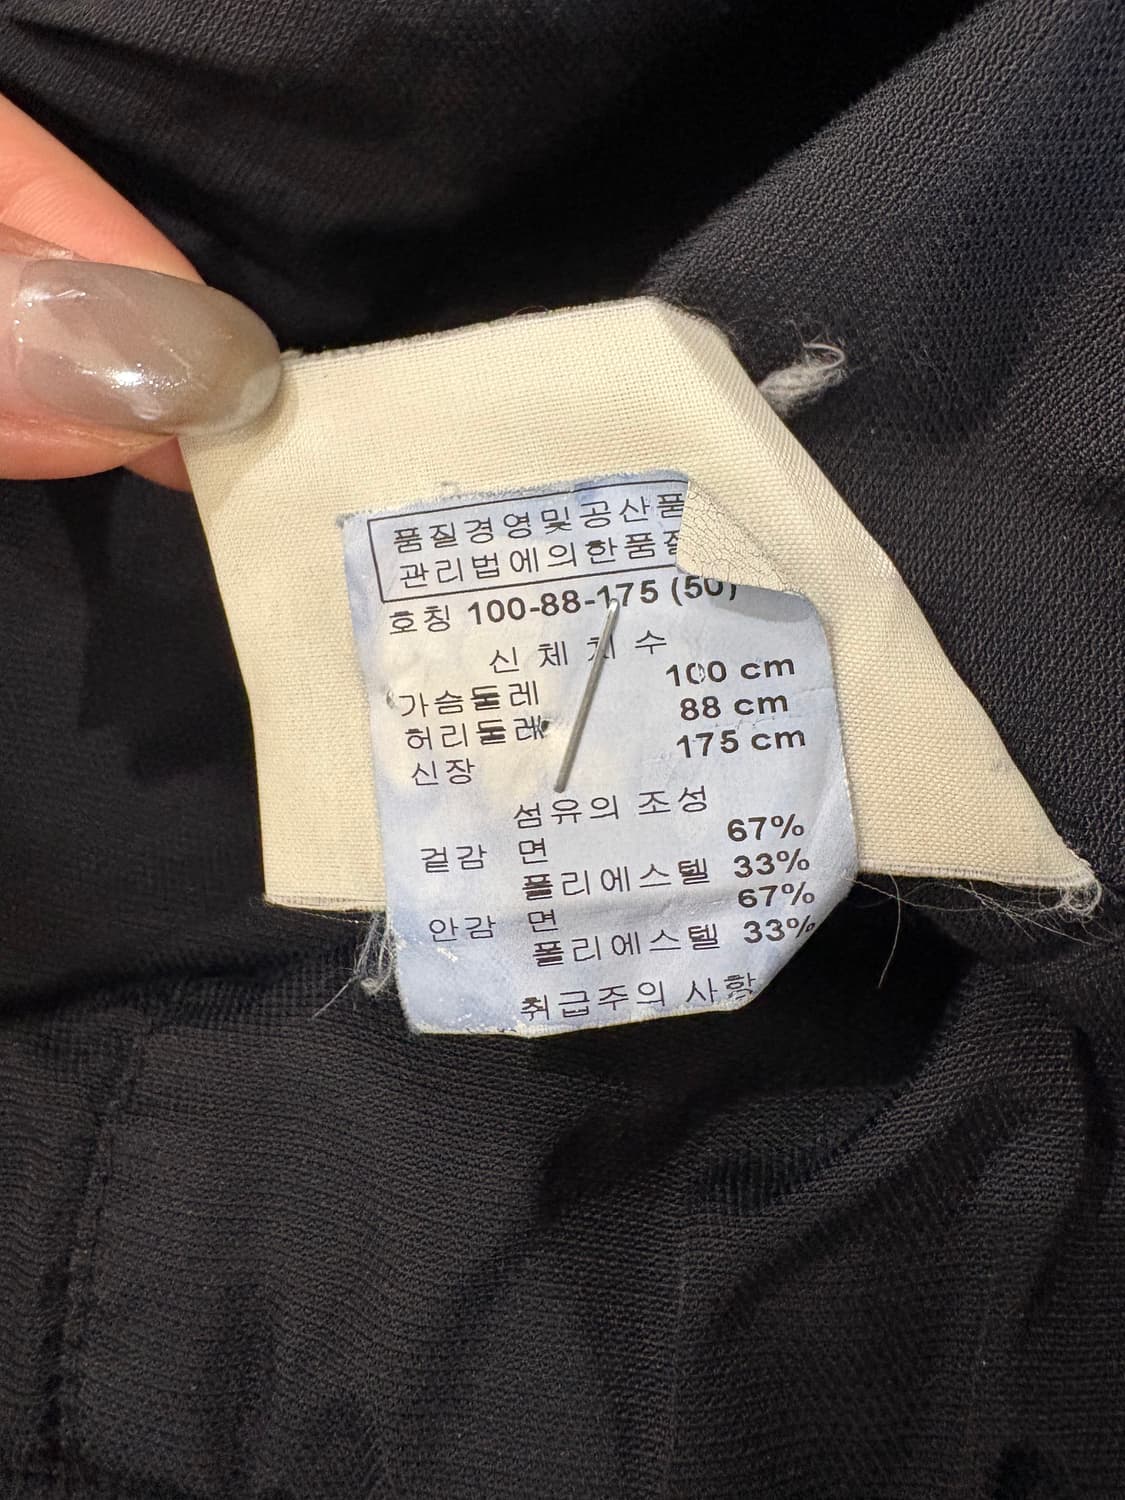 품질경영및공산품
관리법에의한품질
호칭 100-88-175 (50)
신체치수
가슴둘레 100 cm
허리둘레 88 cm
신장 175 cm
섬유의 조성
겉감 면 67%
폴리에스텔 33%
안감 면 67%
폴리에스텔 33%
취급주의 사항